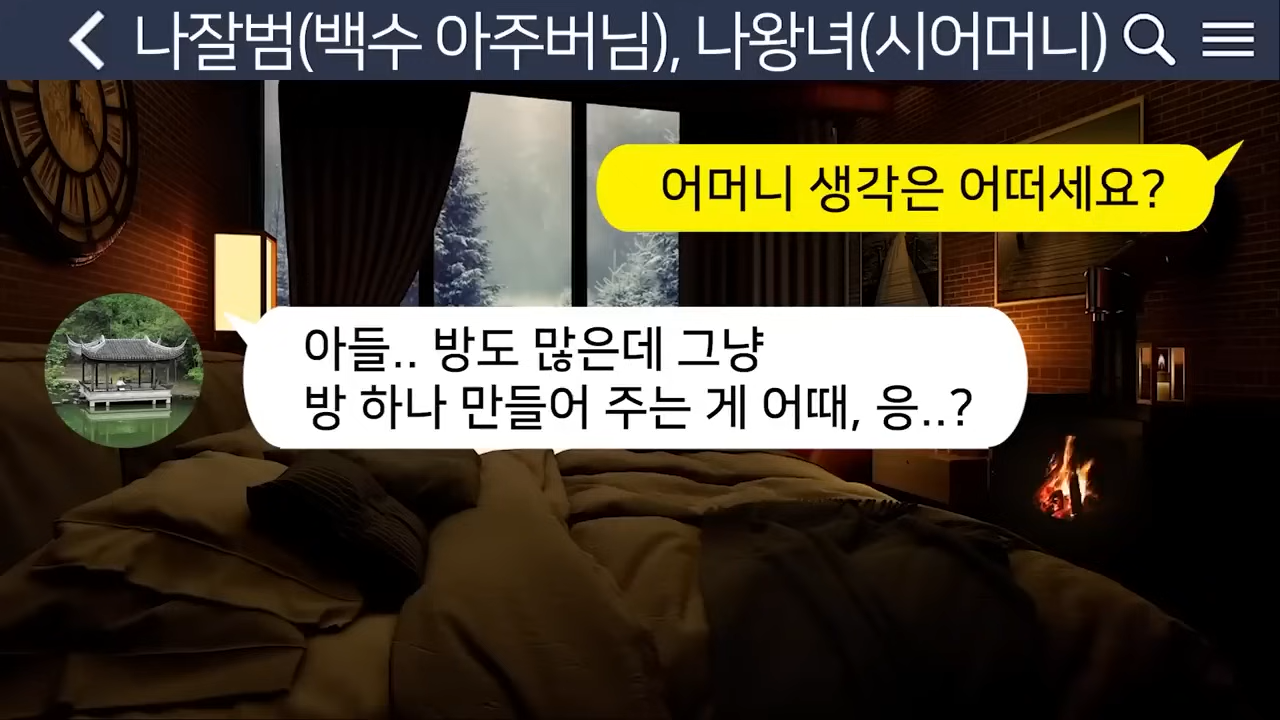 나잘범(백수 아주버님), 나왕녀(시어머니)
어머니 생각은 어떠세요?
아들.. 방도 많은데 그냥
방 하나 만들어 주는 게 어때, 응..?